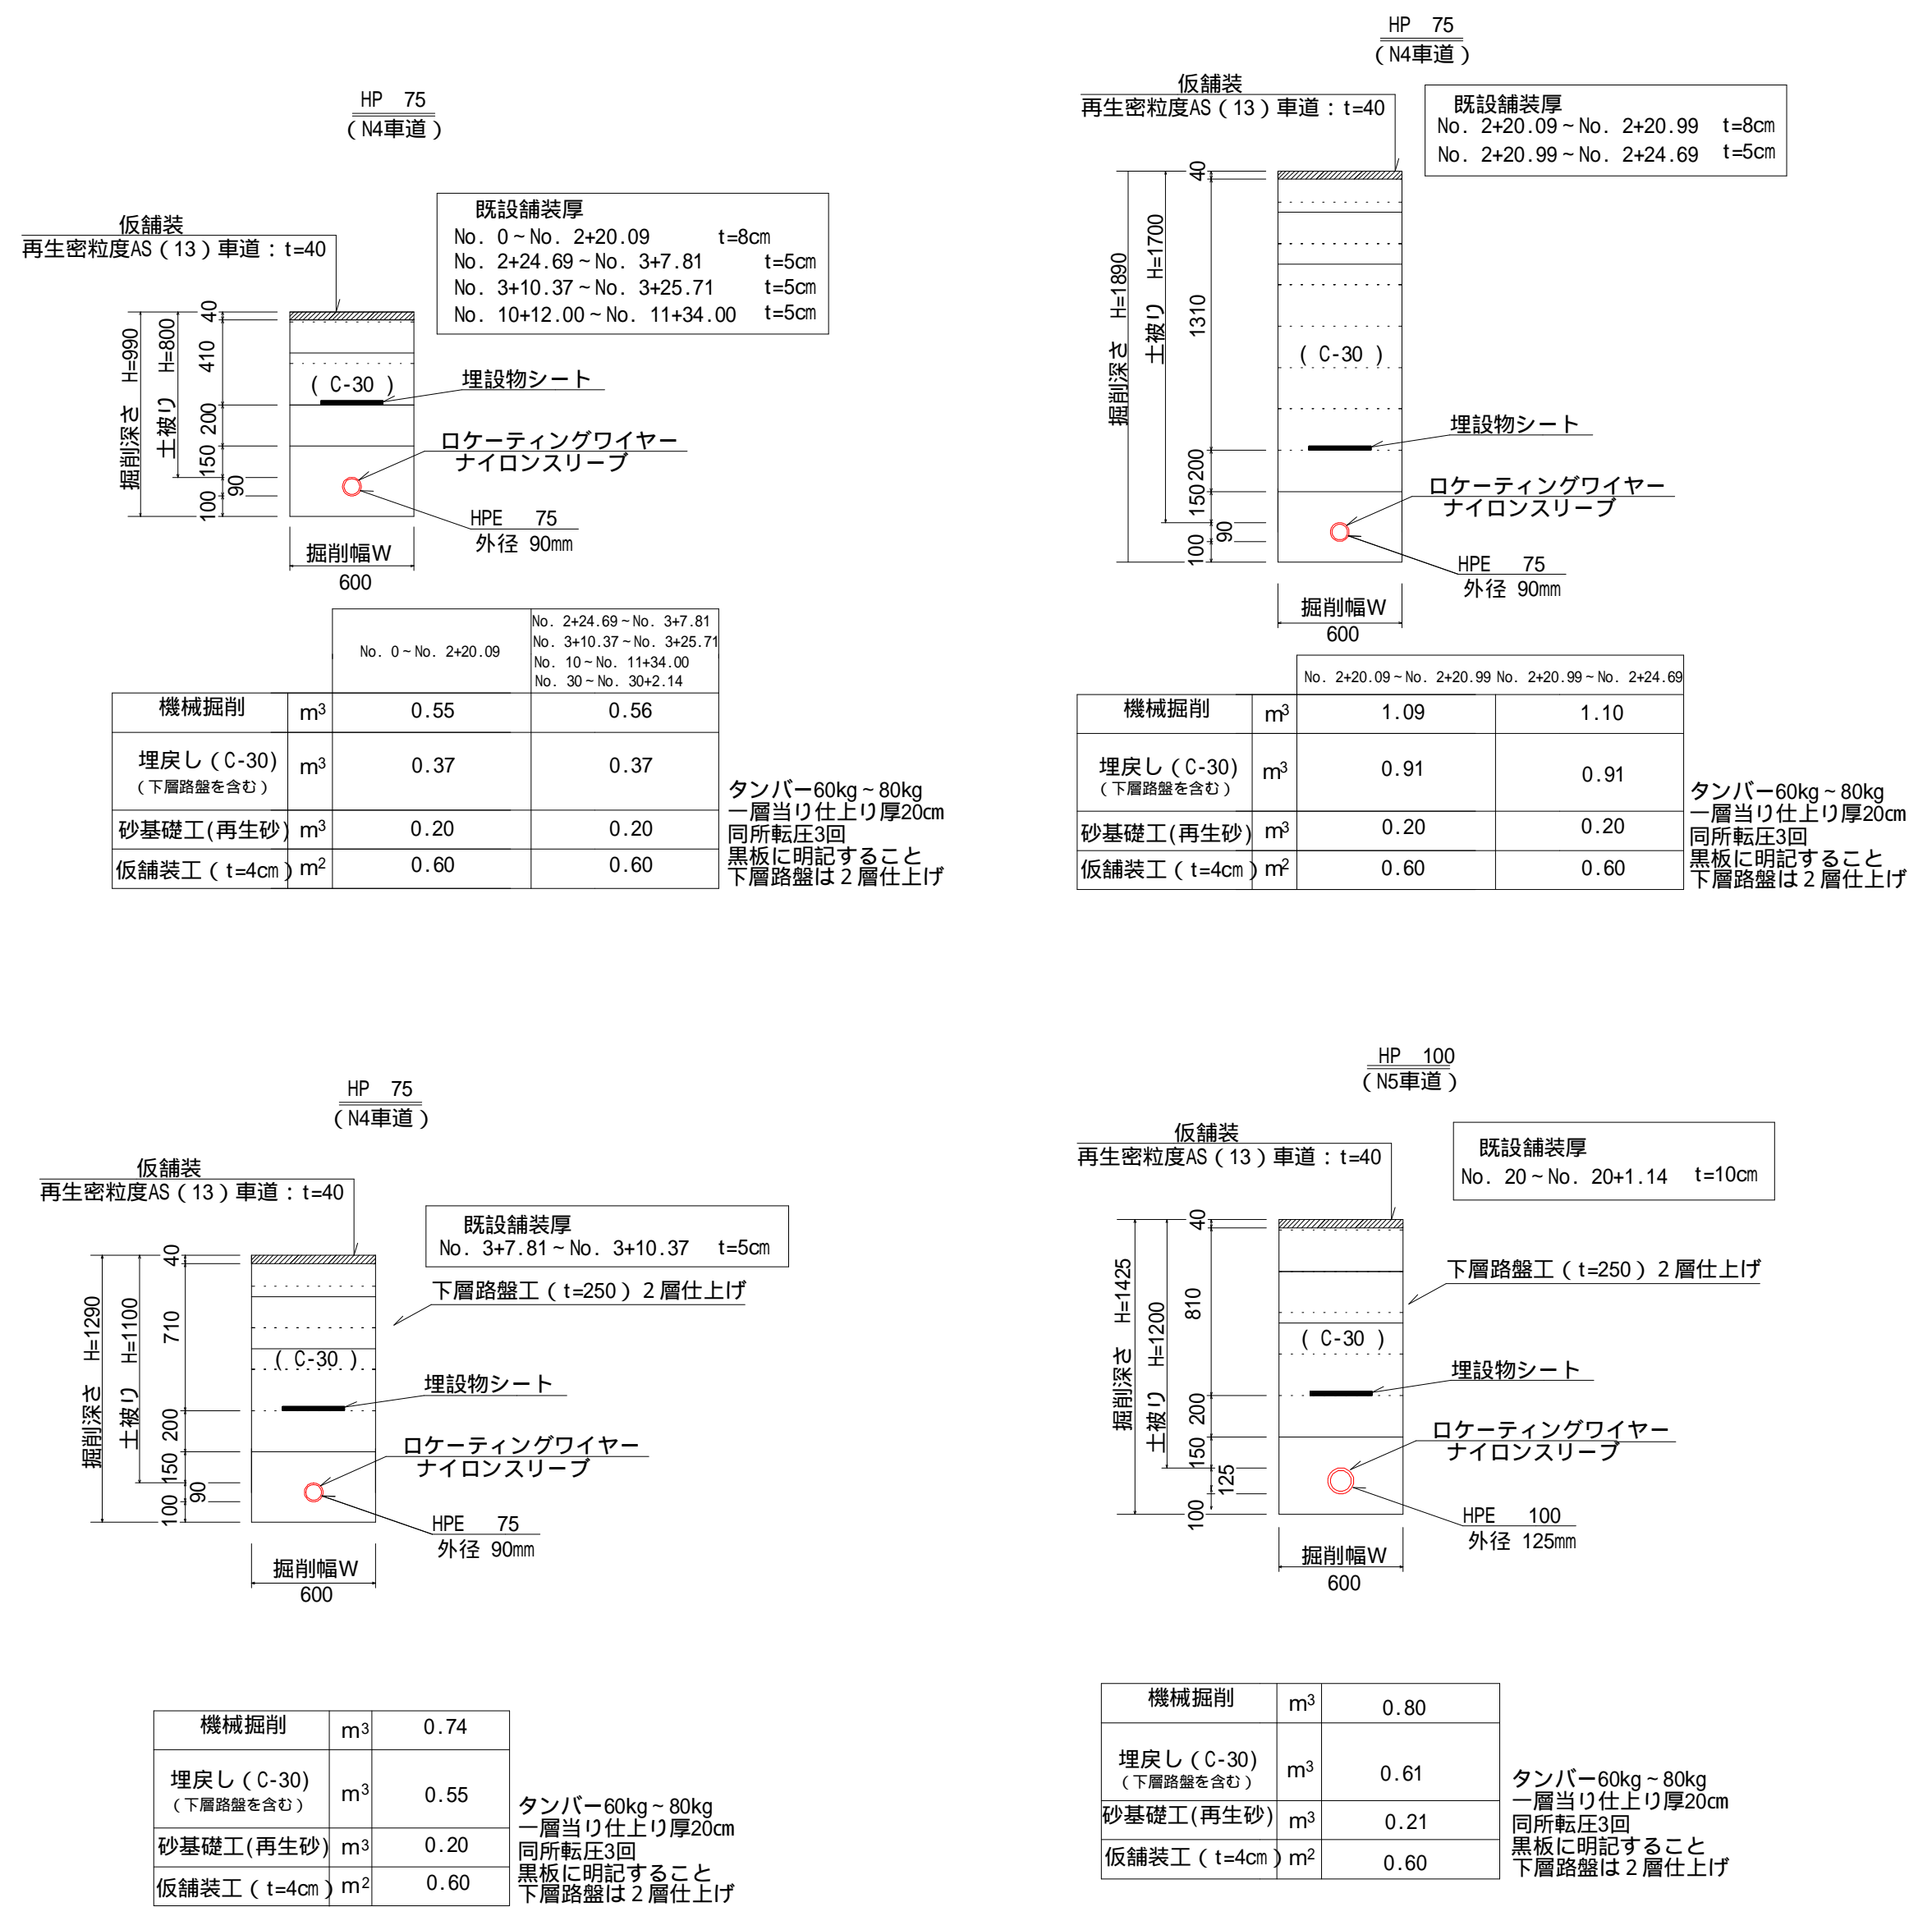 HP 75
(N4車道)
仮舗装
再生密粒度AS(13)車道:t=40
既設舗装厚
No. 0~No. 2+20.09 t=8cm
No. 2+24.69~No. 3+7.81 t=5cm
No. 3+10.37~No. 3+25.71 t=5cm
No. 10+12.00~No. 11+34.00 t=5cm
掘削深さ H=990
土被り H=800
40
410
200
150
90
100
(C-30)
埋設物シート
ロケーティングワイヤー
ナイロンスリーブ
HPE 75
外径 90mm
掘削幅W
600
No. 0~No. 2+20.09
No. 2+24.69~No. 3+7.81
No. 3+10.37~No. 3+25.71
No. 10~No. 11+34.00
No. 30~No. 30+2.14
機械掘削 m³ 0.55 0.56
埋戻し(C-30) m³ 0.37 0.37
(下層路盤を含む)
砂基礎工(再生砂) m³ 0.20 0.20
仮舗装工(t=4cm) m² 0.60 0.60
タンバー60kg~80kg
一層当り仕上り厚20cm
同所転圧3回
黒板に明記すること
下層路盤は2層仕上げ
HP 75
(N4車道)
仮舗装
再生密粒度AS(13)車道:t=40
既設舗装厚
No. 2+20.09~No. 2+20.99 t=8cm
No. 2+20.99~No. 2+24.69 t=5cm
掘削深さ H=1890
土被り H=1700
40
1310
200
150
90
100
(C-30)
埋設物シート
ロケーティングワイヤー
ナイロンスリーブ
HPE 75
外径 90mm
掘削幅W
600
No. 2+20.09~No. 2+20.99 No. 2+20.99~No. 2+24.69
機械掘削 m³ 1.09 1.10
埋戻し(C-30) m³ 0.91 0.91
(下層路盤を含む)
砂基礎工(再生砂) m³ 0.20 0.20
仮舗装工(t=4cm) m² 0.60 0.60
タンバー60kg~80kg
一層当り仕上り厚20cm
同所転圧3回
黒板に明記すること
下層路盤は2層仕上げ
HP 75
(N4車道)
仮舗装
再生密粒度AS(13)車道:t=40
既設舗装厚
No. 3+7.81~No. 3+10.37 t=5cm
下層路盤工(t=250)2層仕上げ
掘削深さ H=1290
土被り H=1100
40
710
200
150
90
100
(C-30)
埋設物シート
ロケーティングワイヤー
ナイロンスリーブ
HPE 75
外径 90mm
掘削幅W
600
機械掘削 m³ 0.74
埋戻し(C-30) m³ 0.55
(下層路盤を含む)
砂基礎工(再生砂) m³ 0.20
仮舗装工(t=4cm) m² 0.60
タンバー60kg~80kg
一層当り仕上り厚20cm
同所転圧3回
黒板に明記すること
下層路盤は2層仕上げ
HP 100
(N5車道)
仮舗装
再生密粒度AS(13)車道:t=40
既設舗装厚
No. 20~No. 20+1.14 t=10cm
下層路盤工(t=250)2層仕上げ
掘削深さ H=1425
土被り H=1200
40
810
200
150
125
100
(C-30)
埋設物シート
ロケーティングワイヤー
ナイロンスリーブ
HPE 100
外径 125mm
掘削幅W
600
機械掘削 m³ 0.80
埋戻し(C-30) m³ 0.61
(下層路盤を含む)
砂基礎工(再生砂) m³ 0.21
仮舗装工(t=4cm) m² 0.60
タンバー60kg~80kg
一層当り仕上り厚20cm
同所転圧3回
黒板に明記すること
下層路盤は2層仕上げ